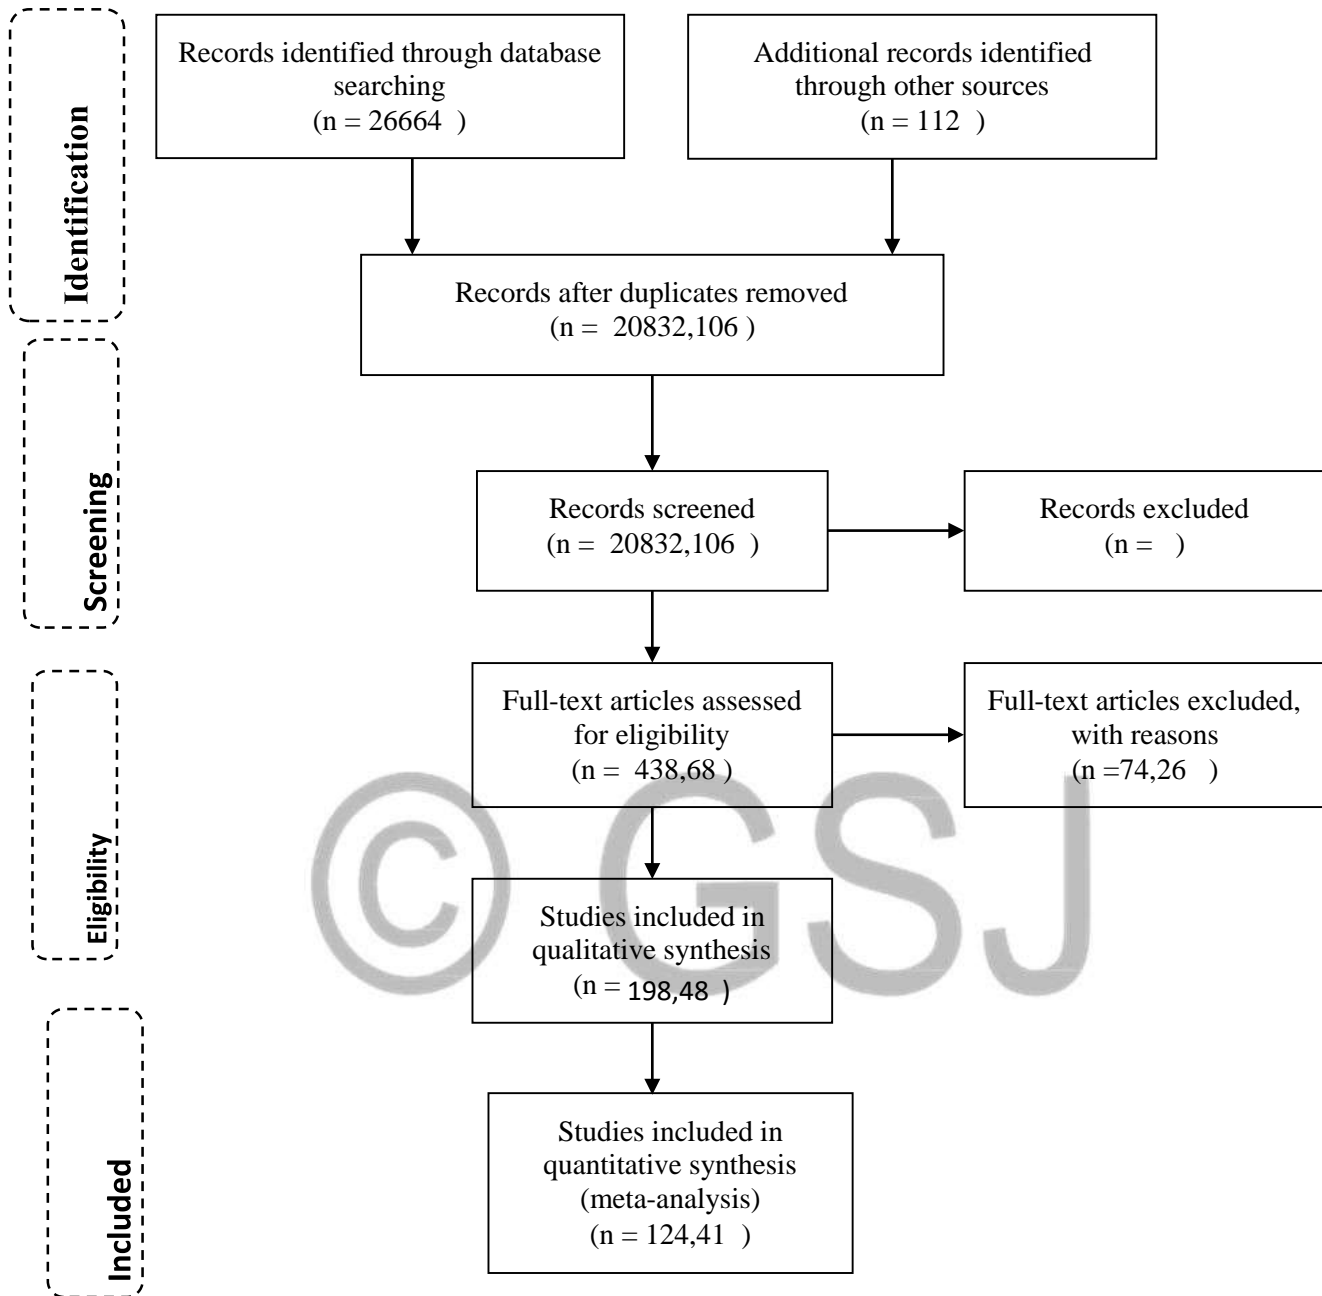 Identification
Records identified through database
searching
(n = 26664 )
Additional records identified
through other sources
(n = 112 )
Records after duplicates removed
(n = 20832,106 )
Screening
Records screened
(n = 20832,106 )
Records excluded
(n = )
Eligibility
Full-text articles assessed
for eligibility
(n = 438,68 )
Full-text articles excluded,
with reasons
(n =74,26 )
© GSJ
Studies included in
qualitative synthesis
(n = 198,48 )
Included
Studies included in
quantitative synthesis
(meta-analysis)
(n = 124,41 )